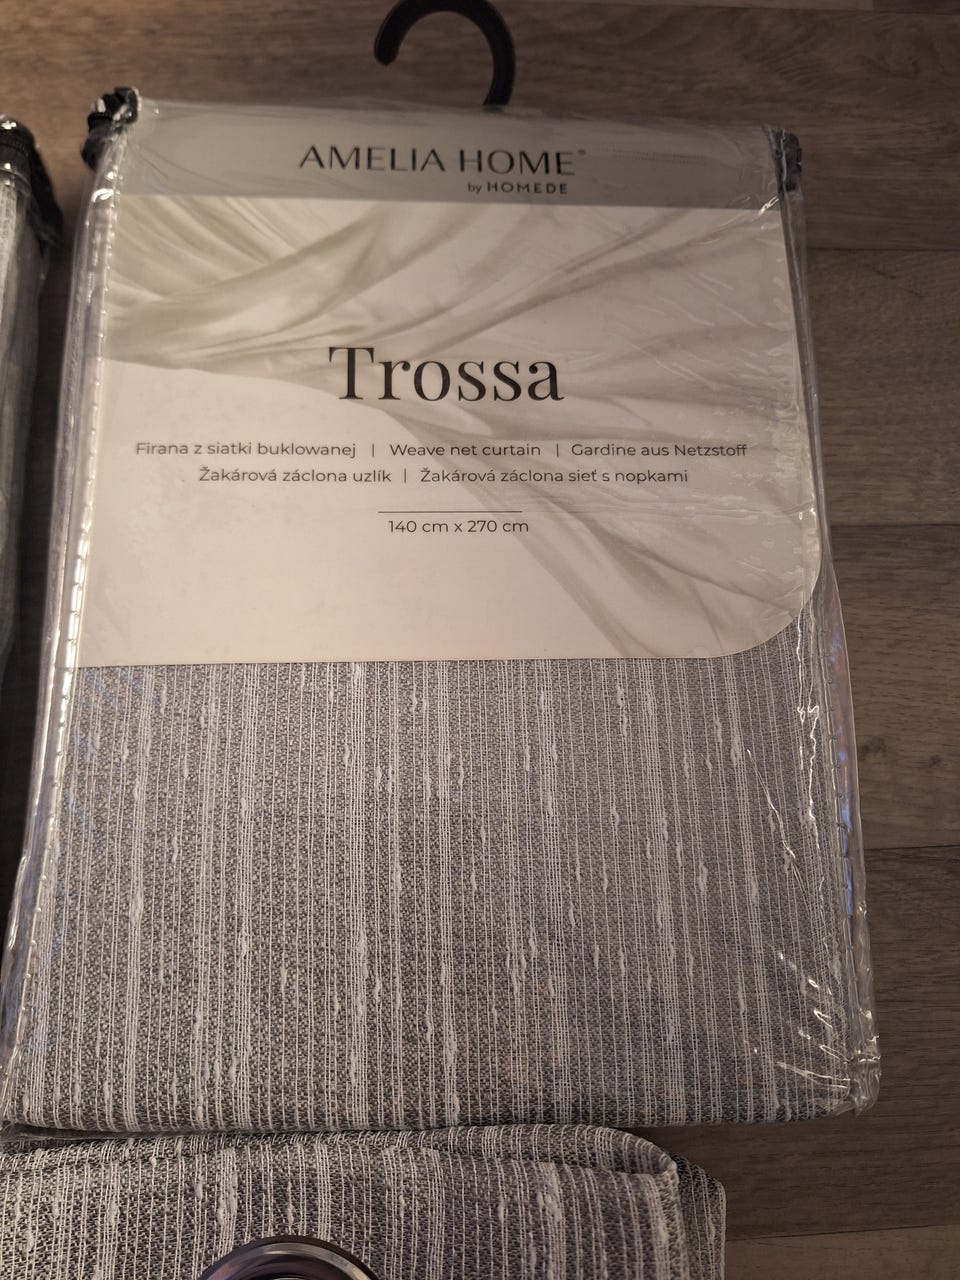 AMELIA HOME®
by HOMEDE
Trossa
Firana z siatki buklowanej | Weave net curtain | Gardine aus Netzstoff
Žakárová záclona uzlík | Žakárová záclona sieť s nopkami
140 cm x 270 cm